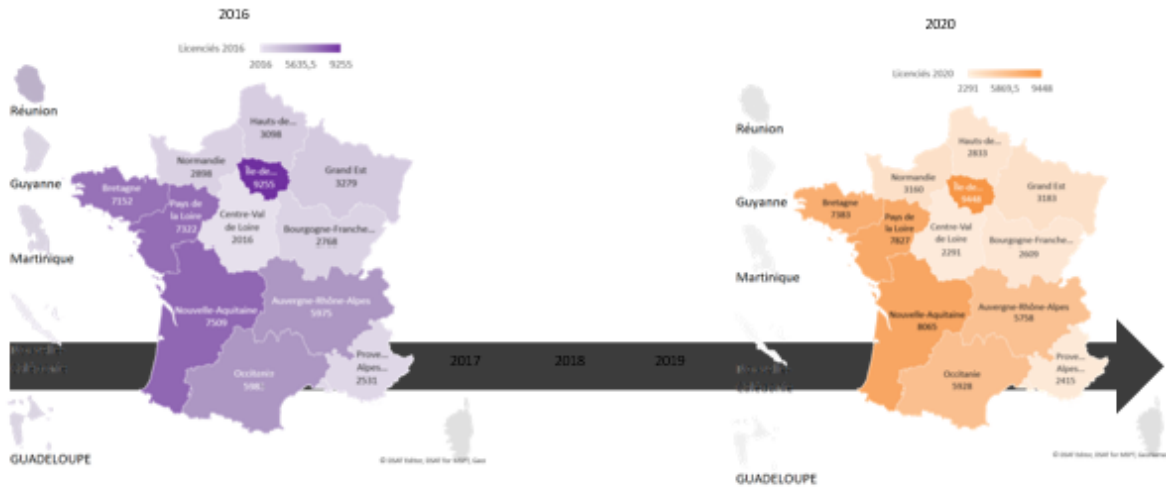 2016
Licenciés 2016
2016 5635,5 9255
Réunion
Guyanne
Martinique
GUADELOUPE
Hauts-de...
3098
Normandie
2898
Île-de...
9255
Grand Est
3279
Bretagne
7152
Pays de
la Loire
7322
Centre-Val
de Loire
2016
Bourgogne-Franche...
2768
Nouvelle-Aquitaine
7509
Auvergne-Rhône-Alpes
5975
Occitanie
Prove...
Alpes...
2531
2017
2018
2019
2020
Licenciés 2020
2291 5869,5 9448
Réunion
Guyanne
Martinique
GUADELOUPE
Hauts-de...
2833
Normandie
3160
Île-de...
9448
Grand Est
3183
Bretagne
7383
Pays de
la Loire
7827
Centre-Val
de Loire
2291
Bourgogne-Franche...
2609
Nouvelle-Aquitaine
8065
Auvergne-Rhône-Alpes
5758
Occitanie
5928
Prove...
Alpes...
2415